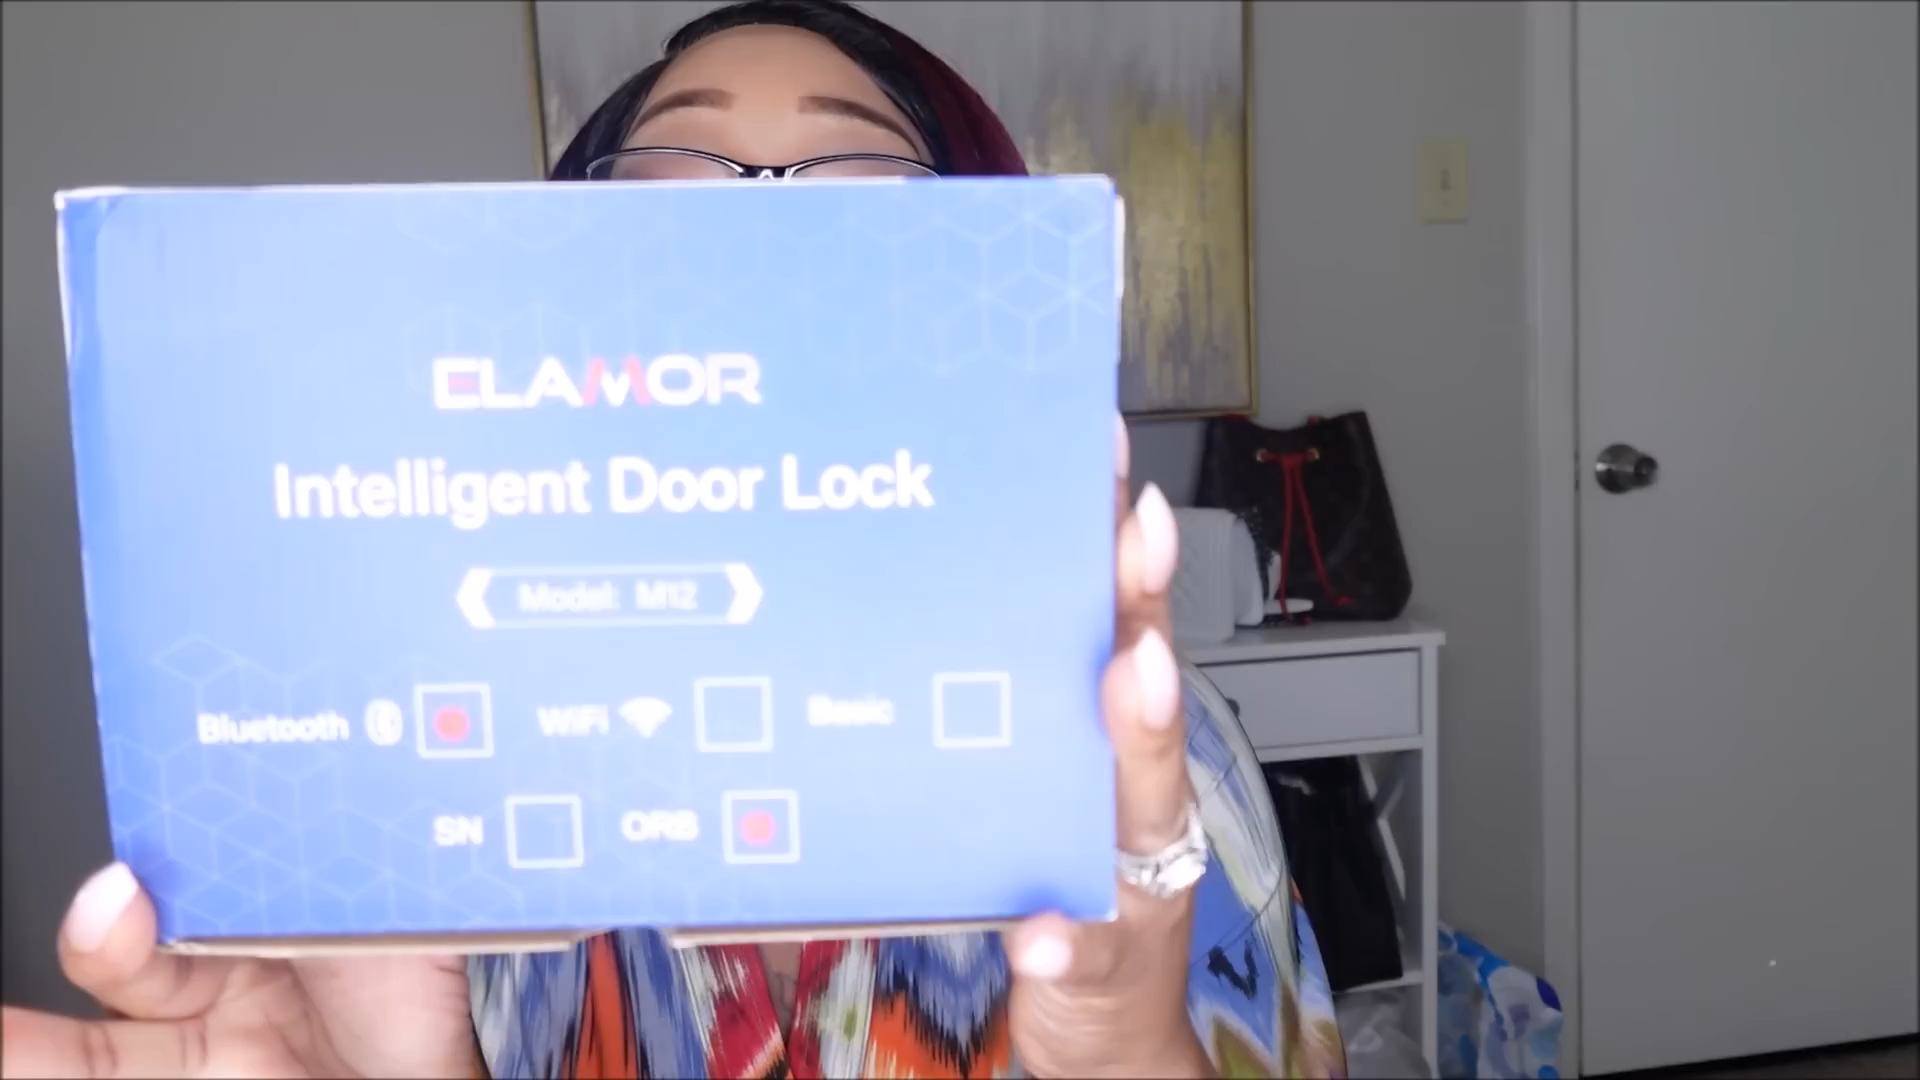 ELAMOR
Intelligent Door Lock
Model: M12
Bluetooth WiFi Basic
SN ORB